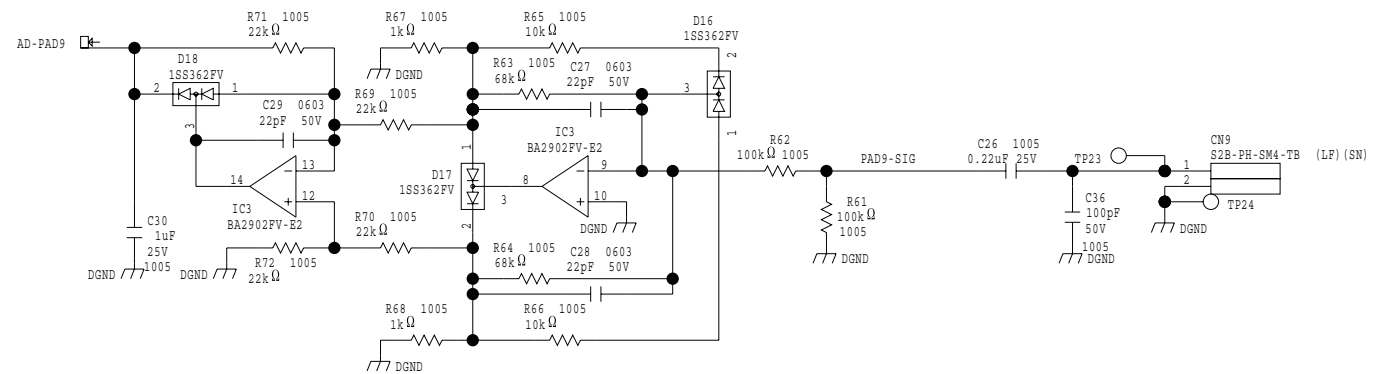 R71 1005
22kΩ
R67 1005
1kΩ
R65 1005
10kΩ
D16
1SS362FV
AD-PAD9
D18
1SS362FV
2
1
3
DGND
R63 1005
68kΩ
C27 0603
22pF 50V
2
3
1
C29 0603
22pF 50V
R69 1005
22kΩ
IC3
BA2902FV-E2
1
D17
1SS362FV
3
2
8
9
10
DGND
R62
100kΩ 1005
PAD9-SIG
C26 1005
0.22uF 25V
TP23
CN9
S2B-PH-SM4-TB (LF)(SN)
1
2
TP24
DGND
14
13
12
IC3
BA2902FV-E2
R61
100kΩ
1005
DGND
C36
100pF
50V
1005
DGND
C30
1uF
25V
1005
DGND
DGND
R72 1005
22kΩ
R70 1005
22kΩ
R64 1005
68kΩ
C28 0603
22pF 50V
R68 1005
1kΩ
R66 1005
10kΩ
DGND